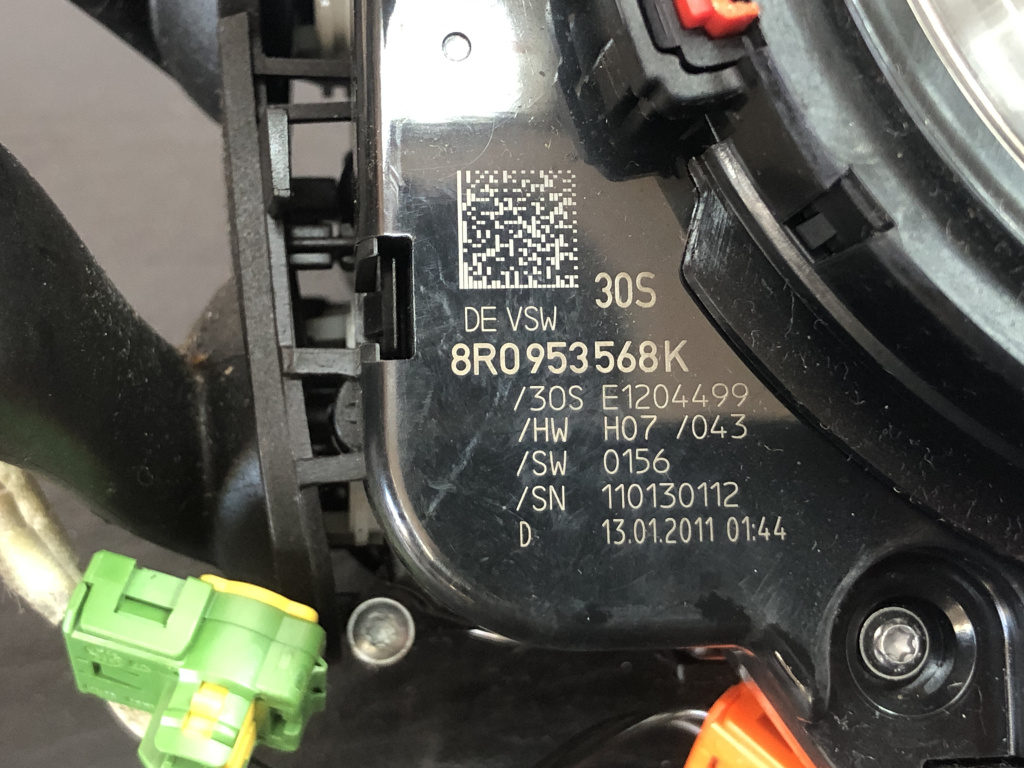 30S
DE VSW
8R0953568K
/30S E1204499
/HW H07 /043
/SW 0156
/SN 110130112
D 13.01.2011 01:44